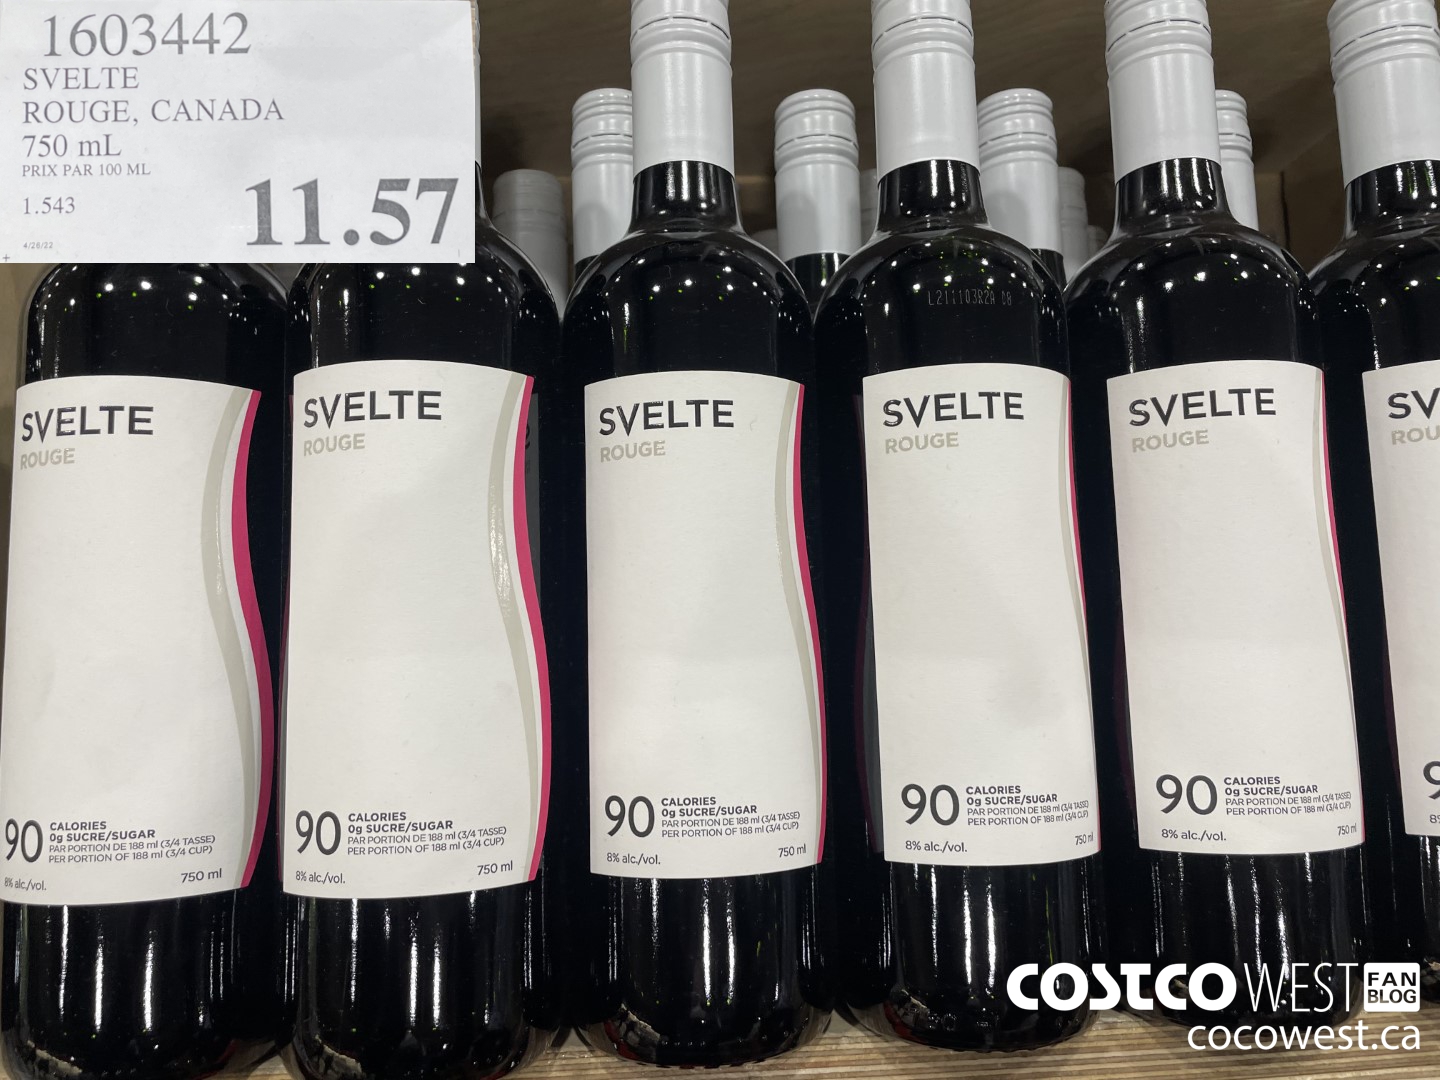 1603442
SVELTE
ROUGE, CANADA
750 mL
PRIX PAR 100 ML
1.543
11.57
4/28/22
SVELTE
ROUGE
90 CALORIES
0g SUCRE/SUGAR
PAR PORTION DE 188 ml (3/4 TASSE)
PER PORTION OF 188 ml (3/4 CUP)
8% alc./vol.
750 ml
SVELTE
ROUGE
90 CALORIES
0g SUCRE/SUGAR
PAR PORTION DE 188 ml (3/4 TASSE)
PER PORTION OF 188 ml (3/4 CUP)
8% alc./vol.
750 ml
SVELTE
ROUGE
90 CALORIES
0g SUCRE/SUGAR
PAR PORTION DE 188 ml (3/4 TASSE)
PER PORTION OF 188 ml (3/4 CUP)
8% alc./vol.
750 ml
SVELTE
ROUGE
90 CALORIES
0g SUCRE/SUGAR
PAR PORTION DE 188 ml (3/4 TASSE)
PER PORTION OF 188 ml (3/4 CUP)
8% alc./vol.
750 ml
SVELTE
ROUGE
90 CALORIES
0g SUCRE/SUGAR
PAR PORTION DE 188 ml (3/4 TASSE)
PER PORTION OF 188 ml (3/4 CUP)
8% alc./vol.
750 ml
SV
ROU
9
8%
COSTCO WEST FAN BLOG
cocowest.ca